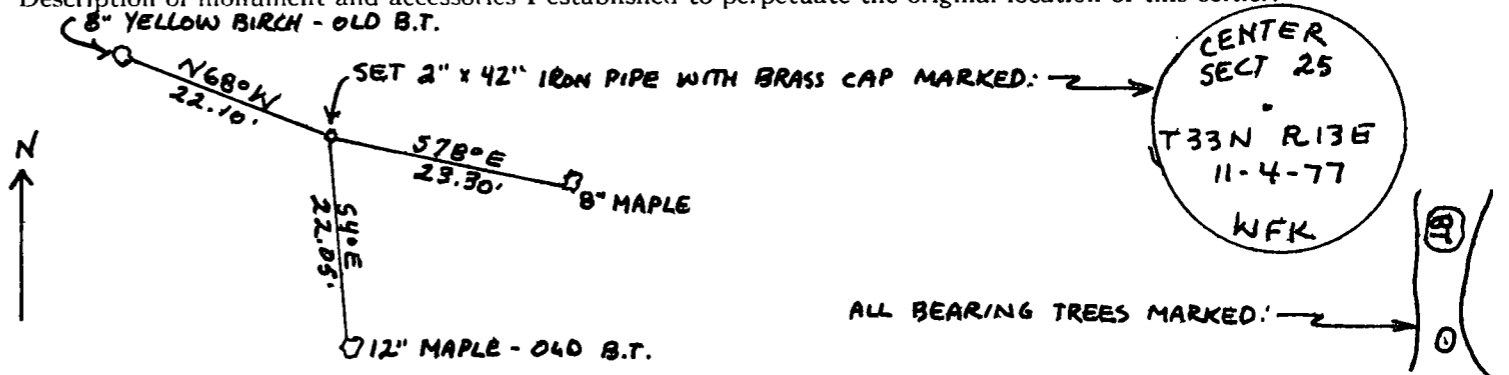 Description of monument and accessories I established to perpetuate the original location of this corner:
8" YELLOW BIRCH - OLD B.T.
N68°W
22.10'
SET 2" x 42" IRON PIPE WITH BRASS CAP MARKED:
CENTER
SECT 25
T33N R13E
11-4-77
WFK
N
S78°E
23.30'
8" MAPLE
S4°E
22.05'
12" MAPLE - OLD B.T.
ALL BEARING TREES MARKED:
BT